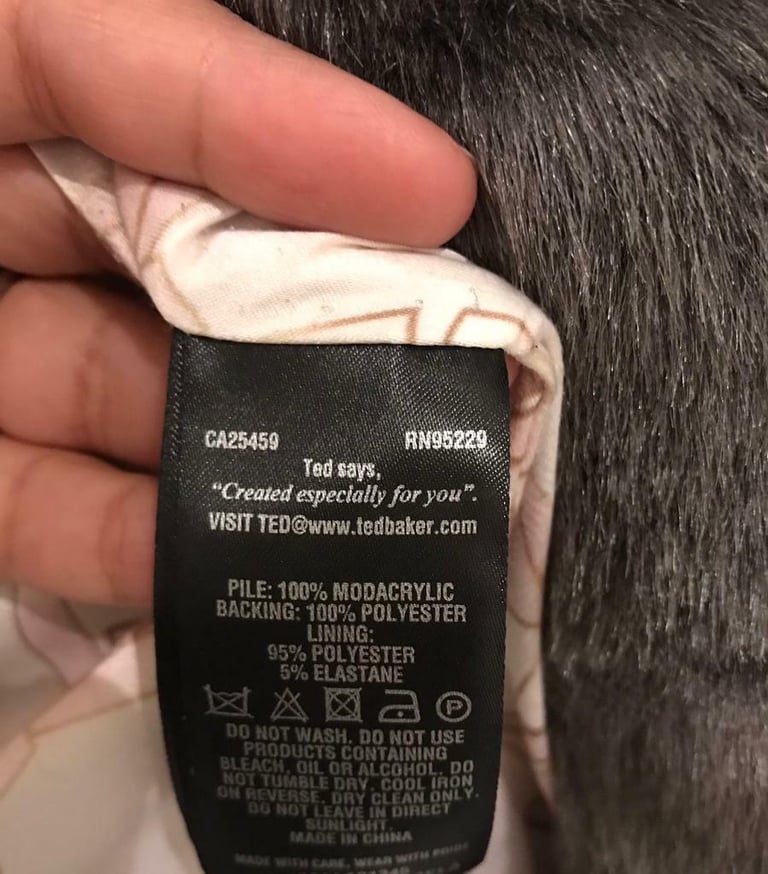 CA25459 RN95229
Ted says,
"Created especially for you".
VISIT TED@www.tedbaker.com
PILE: 100% MODACRYLIC
BACKING: 100% POLYESTER
LINING:
95% POLYESTER
5% ELASTANE
P
DO NOT WASH. DO NOT USE
PRODUCTS CONTAINING
BLEACH, OIL OR ALCOHOL. DO
NOT TUMBLE DRY. COOL IRON
ON REVERSE. DRY CLEAN ONLY.
DO NOT LEAVE IN DIRECT
SUNLIGHT.
MADE IN CHINA
MADE WITH CARE, WEAR WITH PRIDE